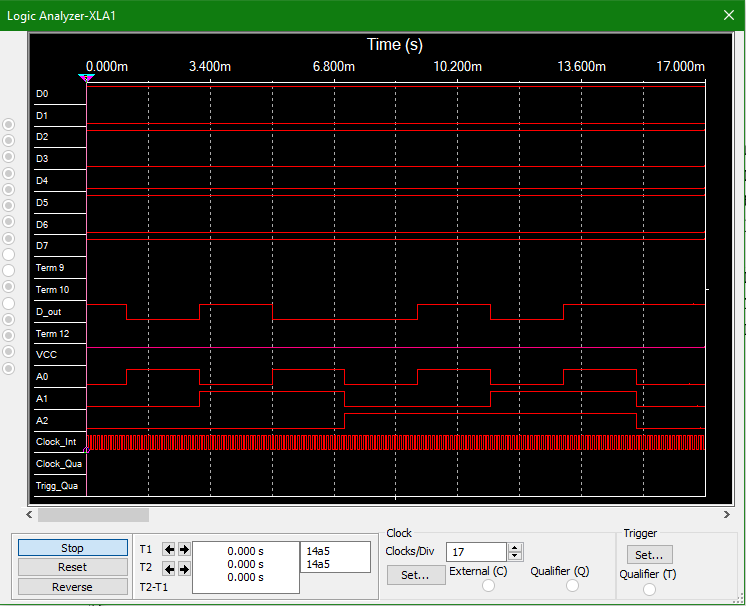 Logic Analyzer-XLA1
Time (s)
0.000m 3.400m 6.800m 10.200m 13.600m 17.000m
D0
D1
D2
D3
D4
D5
D6
D7
Term 9
Term 10
D_out
Term 12
VCC
A0
A1
A2
Clock_Int
Clock_Qua
Trigg_Qua
Stop
Reset
Reverse
T1
T2
T2-T1
0.000 s
0.000 s
0.000 s
14a5
14a5
Clock
Clocks/Div 17
Set...
External (C)
Qualifier (Q)
Trigger
Set...
Qualifier (T)